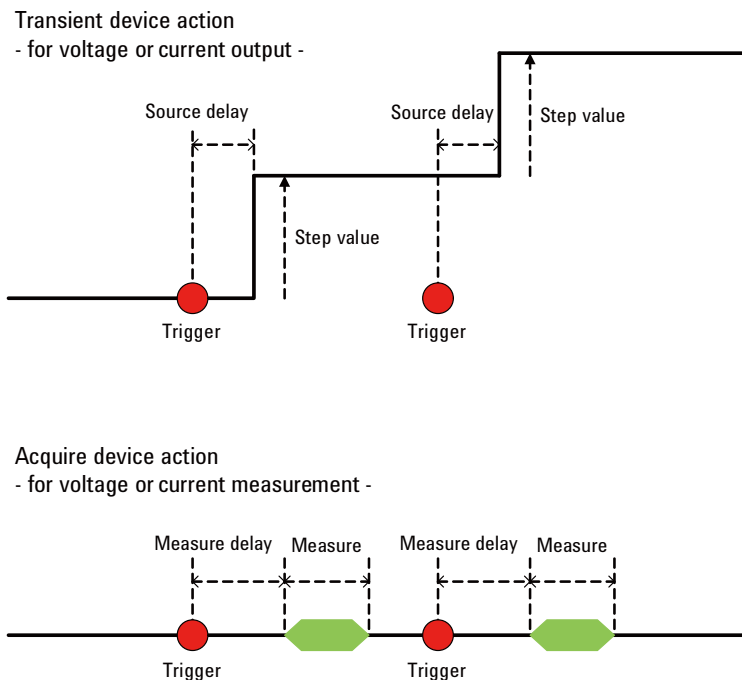 Transient device action
- for voltage or current output -
Source delay
Source delay
Step value
Step value
Trigger
Trigger
Acquire device action
- for voltage or current measurement -
Measure delay
Measure
Measure delay
Measure
Trigger
Trigger